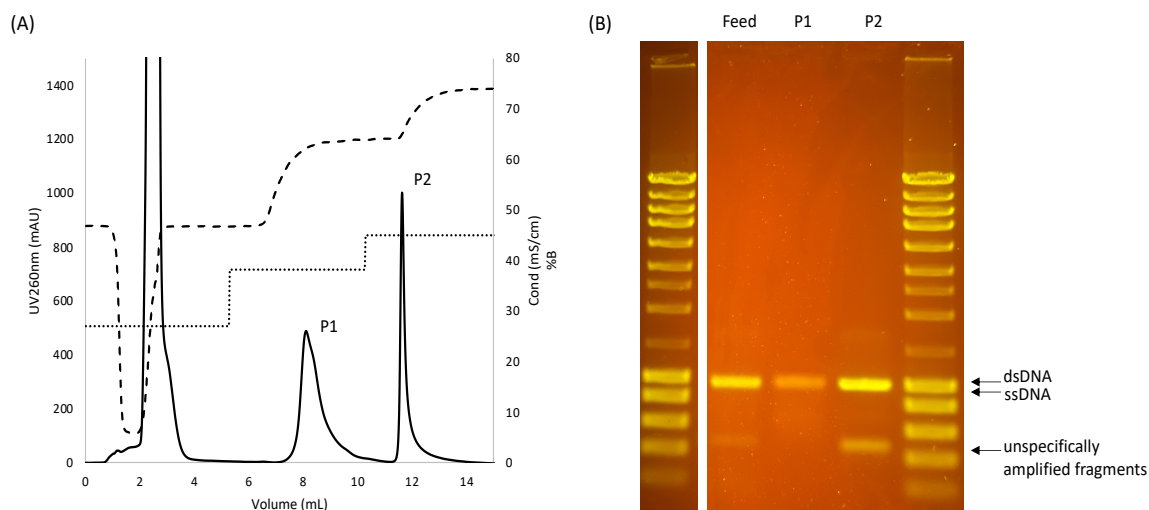 (A)
UV260nm (mAU)
1400
1200
1000
800
600
400
200
0
P1
P2
80
70
60
50
40
30
20
10
0
Cond (mS/cm)
%B
0 2 4 6 8 10 12 14
Volume (mL)
(B)
Feed P1 P2
dsDNA
ssDNA
unspecifically
amplified fragments